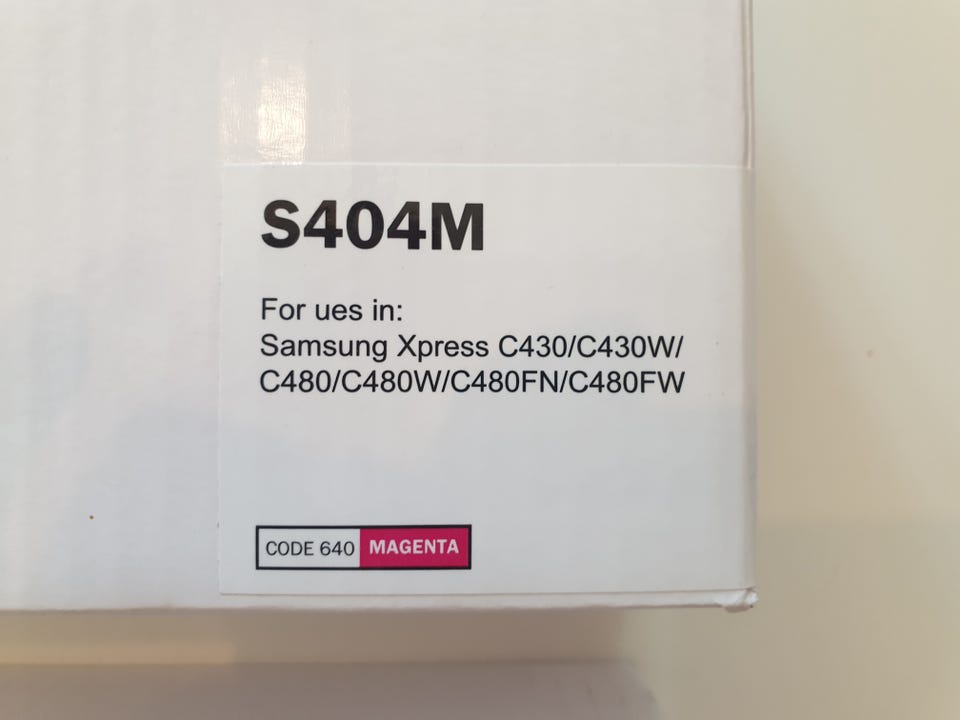 S404M
For ues in:
Samsung Xpress C430/C430W/
C480/C480W/C480FN/C480FW
CODE 640 MAGENTA